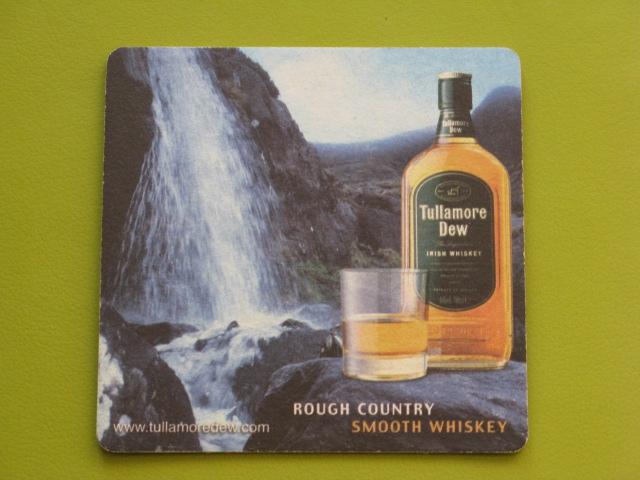 Tullamore
Dew
Tullamore
Dew
IRISH WHISKEY
ROUGH COUNTRY
SMOOTH WHISKEY
www.tullamoredew.com